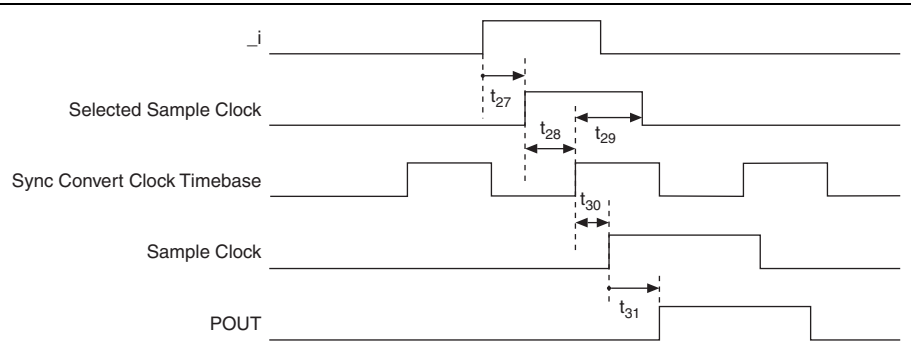 _i
t27
Selected Sample Clock
t28
t29
Sync Convert Clock Timebase
t30
Sample Clock
t31
POUT